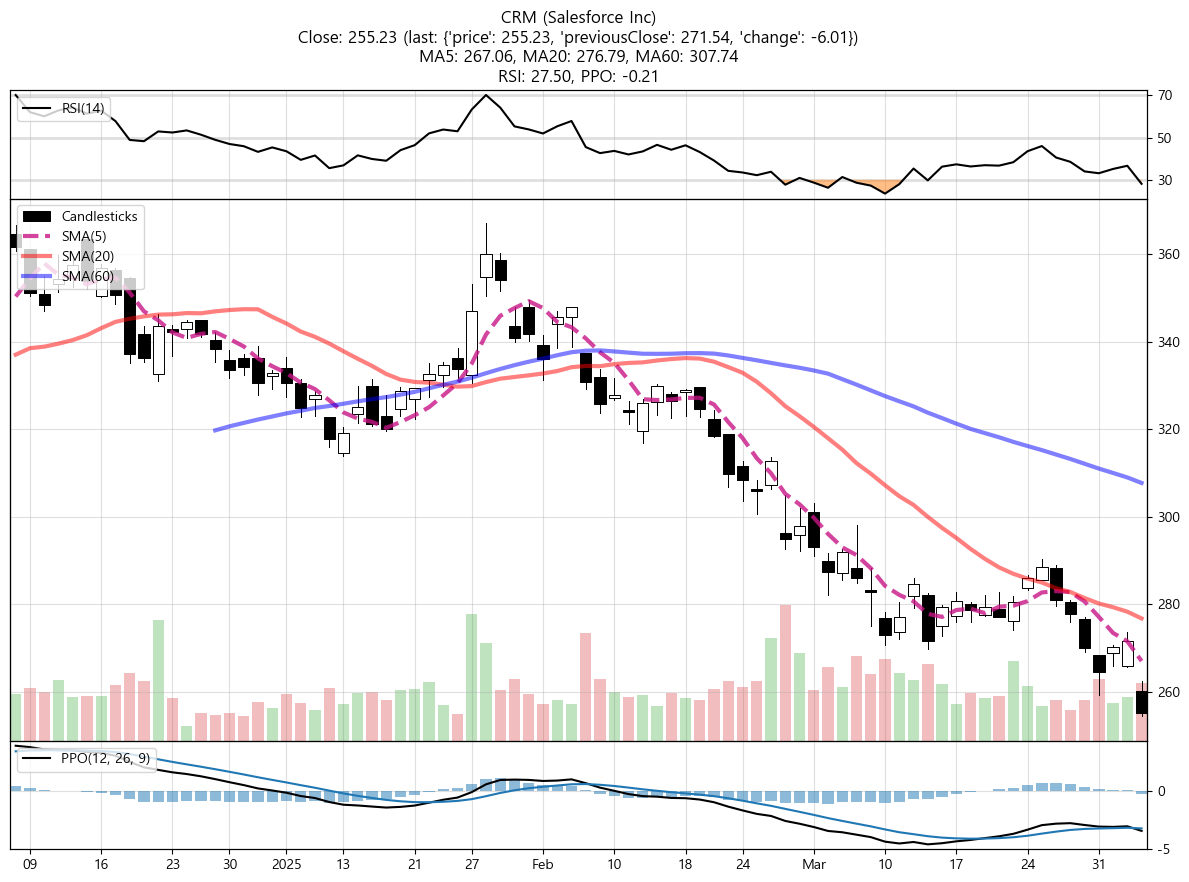 CRM (Salesforce Inc)
Close: 255.23 (last: {'price': 255.23, 'previousClose': 271.54, 'change': -6.01})
MA5: 267.06, MA20: 276.79, MA60: 307.74
RSI: 27.50, PPO: -0.21
RSI(14)
70
50
30
Candlesticks
SMA(5)
SMA(20)
SMA(60)
360
340
320
300
280
260
PPO(12, 26, 9)
0
-5
09 16 23 30 2025 13 21 27 Feb 10 18 24 Mar 10 17 24 31